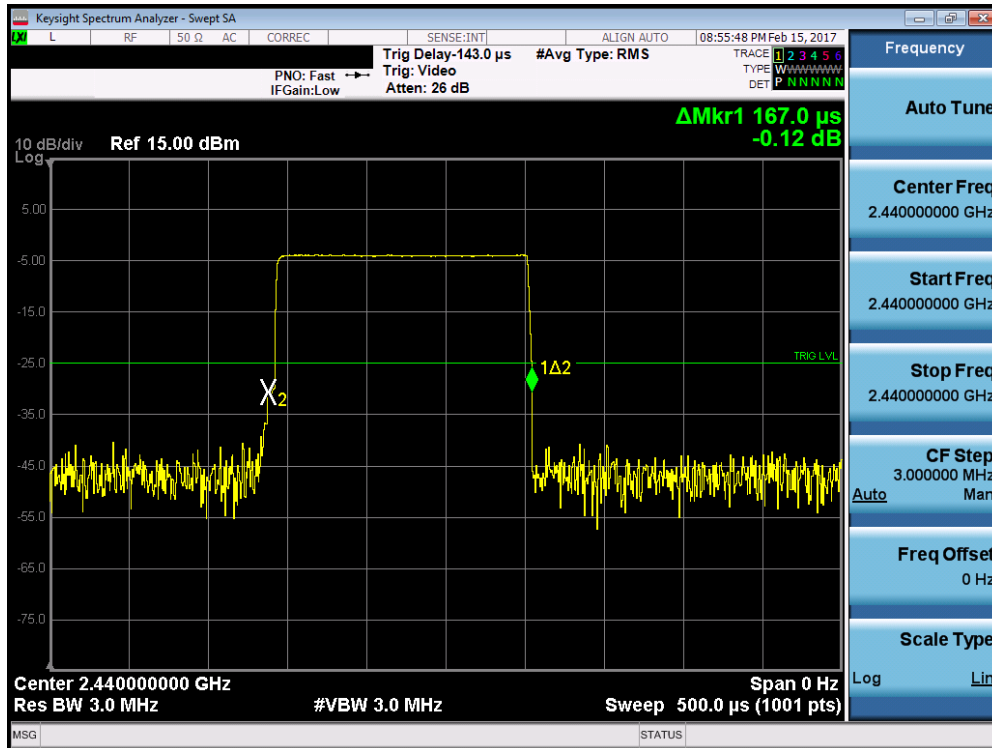 Keysight Spectrum Analyzer - Swept SA
LXI L RF 50 Ω AC CORREC SENSE:INT ALIGN AUTO 08:55:48 PM Feb 15, 2017
Trig Delay-143.0 µs #Avg Type: RMS TRACE 1 2 3 4 5 6
PNO: Fast Trig: Video TYPE WWWWWW
IFGain:Low Atten: 26 dB DET P N N N N N
ΔMkr1 167.0 µs
-0.12 dB
10 dB/div Ref 15.00 dBm
Log
5.00
-5.00
-15.0
-25.0
TRIG LVL
1Δ2
2
-35.0
-45.0
-55.0
-65.0
-75.0
Center 2.440000000 GHz Span 0 Hz
Res BW 3.0 MHz #VBW 3.0 MHz Sweep 500.0 µs (1001 pts)
MSG STATUS
Frequency
Auto Tune
Center Freq
2.440000000 GHz
Start Freq
2.440000000 GHz
Stop Freq
2.440000000 GHz
CF Step
3.000000 MHz
Auto Man
Freq Offset
0 Hz
Scale Type
Log Lin